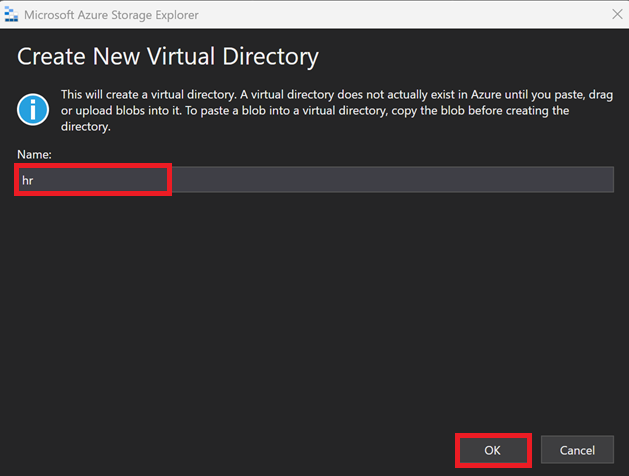 Microsoft Azure Storage Explorer
Create New Virtual Directory
This will create a virtual directory. A virtual directory does not actually exist in Azure until you paste, drag
or upload blobs into it. To paste a blob into a virtual directory, copy the blob before creating the
directory.
Name:
hr
OK Cancel